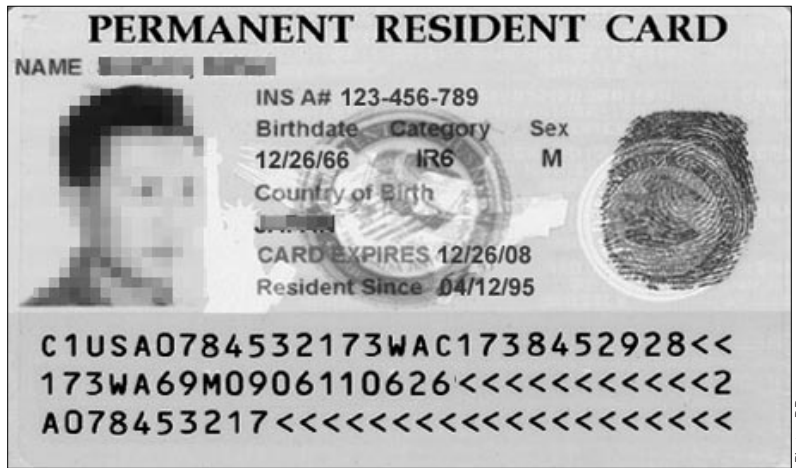 PERMANENT RESIDENT CARD
NAME
INS A# 123-456-789
Birthdate Category Sex
12/26/66 IR6 M
Country of Birth
CARD EXPIRES 12/26/08
Resident Since 04/12/95
C1USA0784532173WAC1738452928<<
173WA69M0906110626<<<<<<<<<<<2
A078453217<<<<<<<<<<<<<<<<<<<<